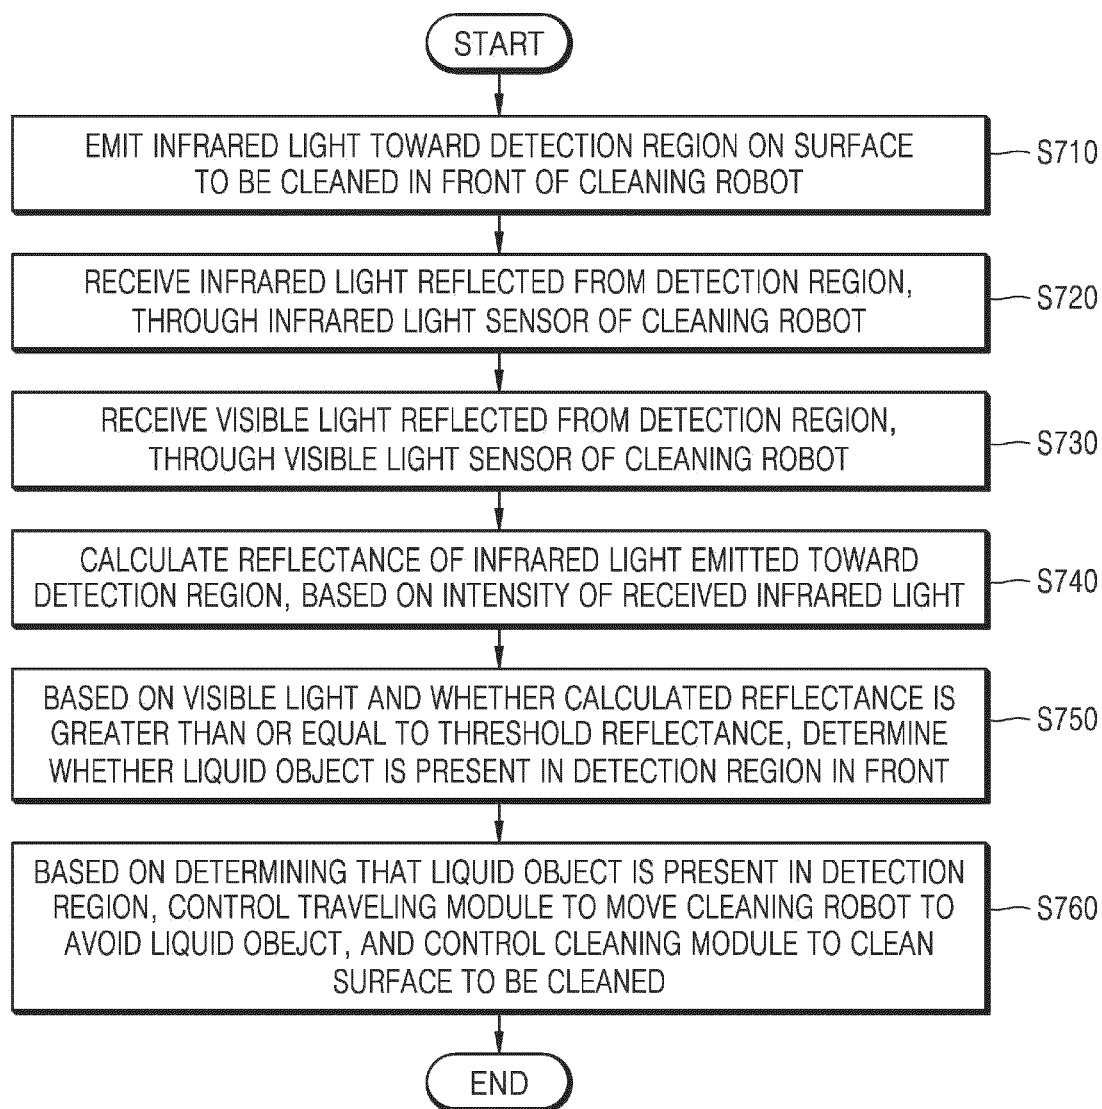 START
EMIT INFRARED LIGHT TOWARD DETECTION REGION ON SURFACE
TO BE CLEANED IN FRONT OF CLEANING ROBOT
S710
RECEIVE INFRARED LIGHT REFLECTED FROM DETECTION REGION,
THROUGH INFRARED LIGHT SENSOR OF CLEANING ROBOT
S720
RECEIVE VISIBLE LIGHT REFLECTED FROM DETECTION REGION,
THROUGH VISIBLE LIGHT SENSOR OF CLEANING ROBOT
S730
CALCULATE REFLECTANCE OF INFRARED LIGHT EMITTED TOWARD
DETECTION REGION, BASED ON INTENSITY OF RECEIVED INFRARED LIGHT
S740
BASED ON VISIBLE LIGHT AND WHETHER CALCULATED REFLECTANCE IS
GREATER THAN OR EQUAL TO THRESHOLD REFLECTANCE, DETERMINE
WHETHER LIQUID OBJECT IS PRESENT IN DETECTION REGION IN FRONT
S750
BASED ON DETERMINING THAT LIQUID OBJECT IS PRESENT IN DETECTION
REGION, CONTROL TRAVELING MODULE TO MOVE CLEANING ROBOT TO
AVOID LIQUID OBEJCT, AND CONTROL CLEANING MODULE TO CLEAN
SURFACE TO BE CLEANED
S760
END